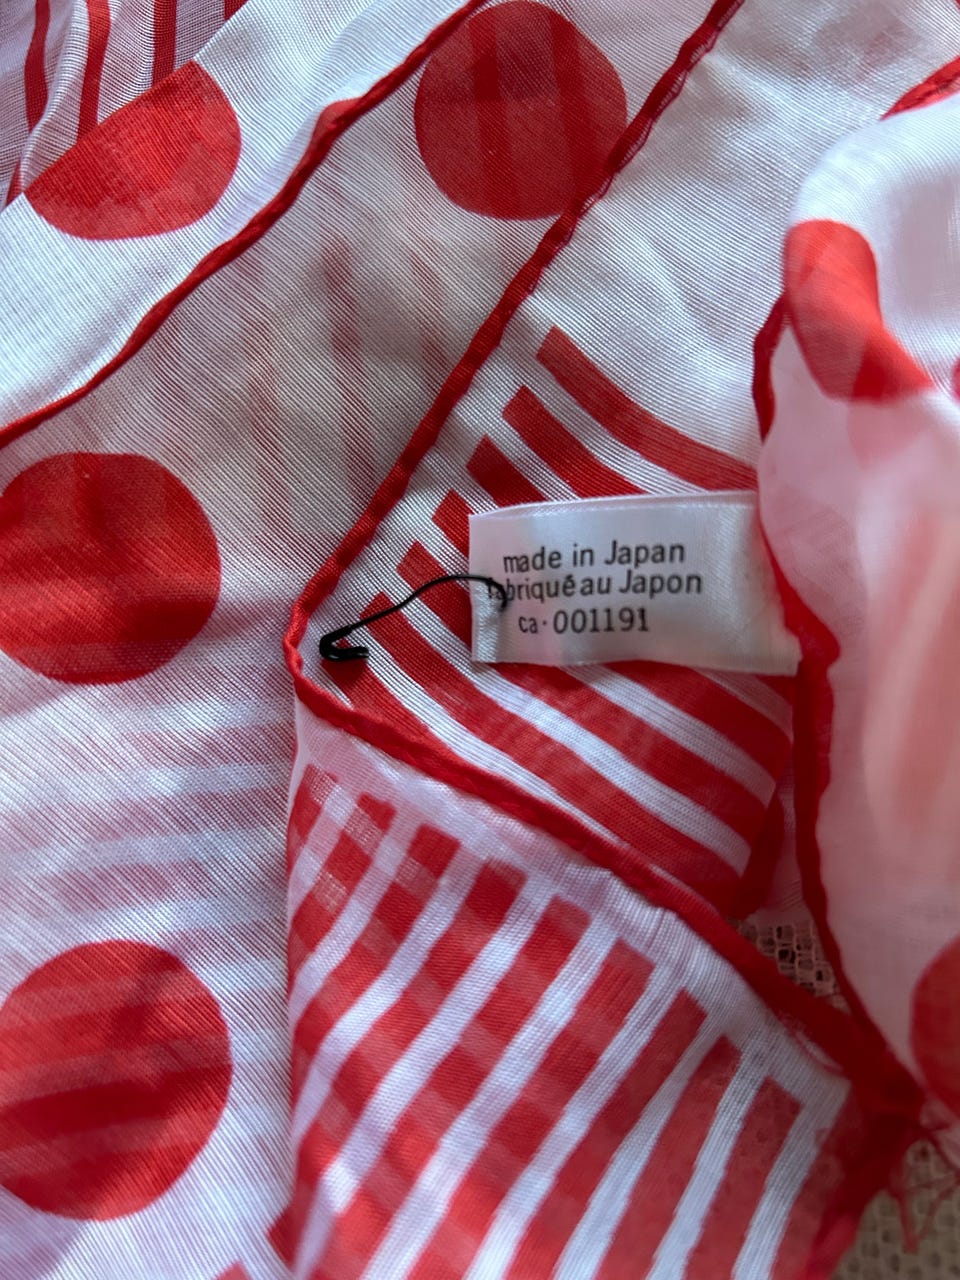 made in Japan
fabriqué au Japon
ca·001191